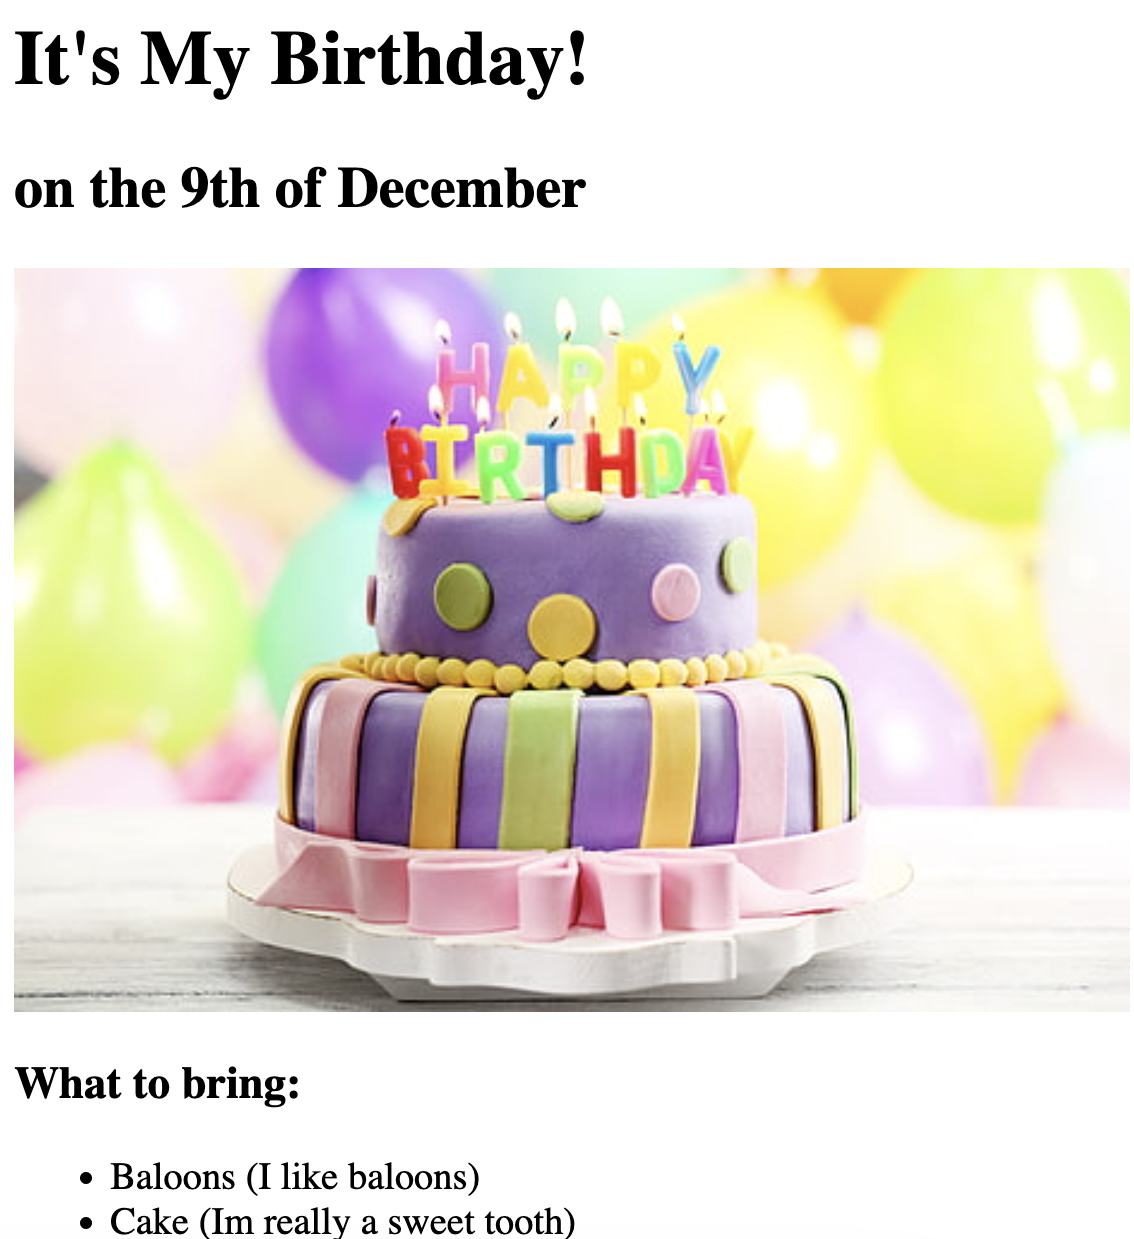 It's My Birthday!
on the 9th of December
HAPPY
BIRTHDAY
What to bring:
Baloons (I like baloons)
Cake (Im really a sweet tooth)